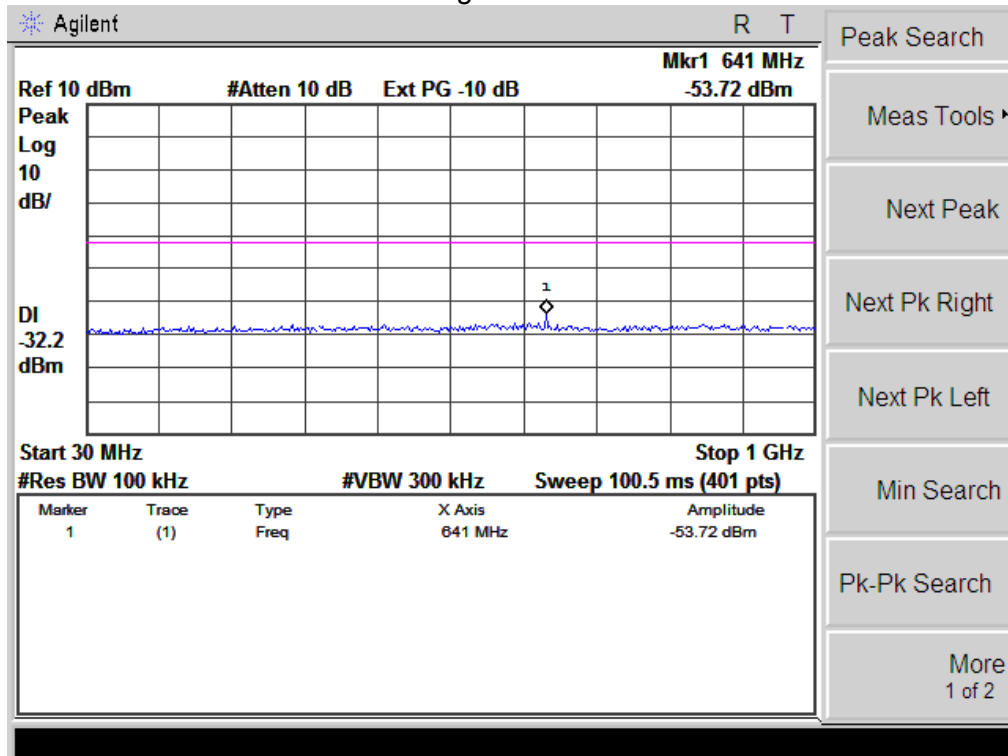 Agilent R T
Mkr1 641 MHz
Ref 10 dBm #Atten 10 dB Ext PG -10 dB -53.72 dBm
Peak
Log
10
dB/
1
DI
-32.2
dBm
Start 30 MHz Stop 1 GHz
#Res BW 100 kHz #VBW 300 kHz Sweep 100.5 ms (401 pts)
Marker Trace Type X Axis Amplitude
1 (1) Freq 641 MHz -53.72 dBm
Peak Search
Meas Tools
Next Peak
Next Pk Right
Next Pk Left
Min Search
Pk-Pk Search
More
1 of 2